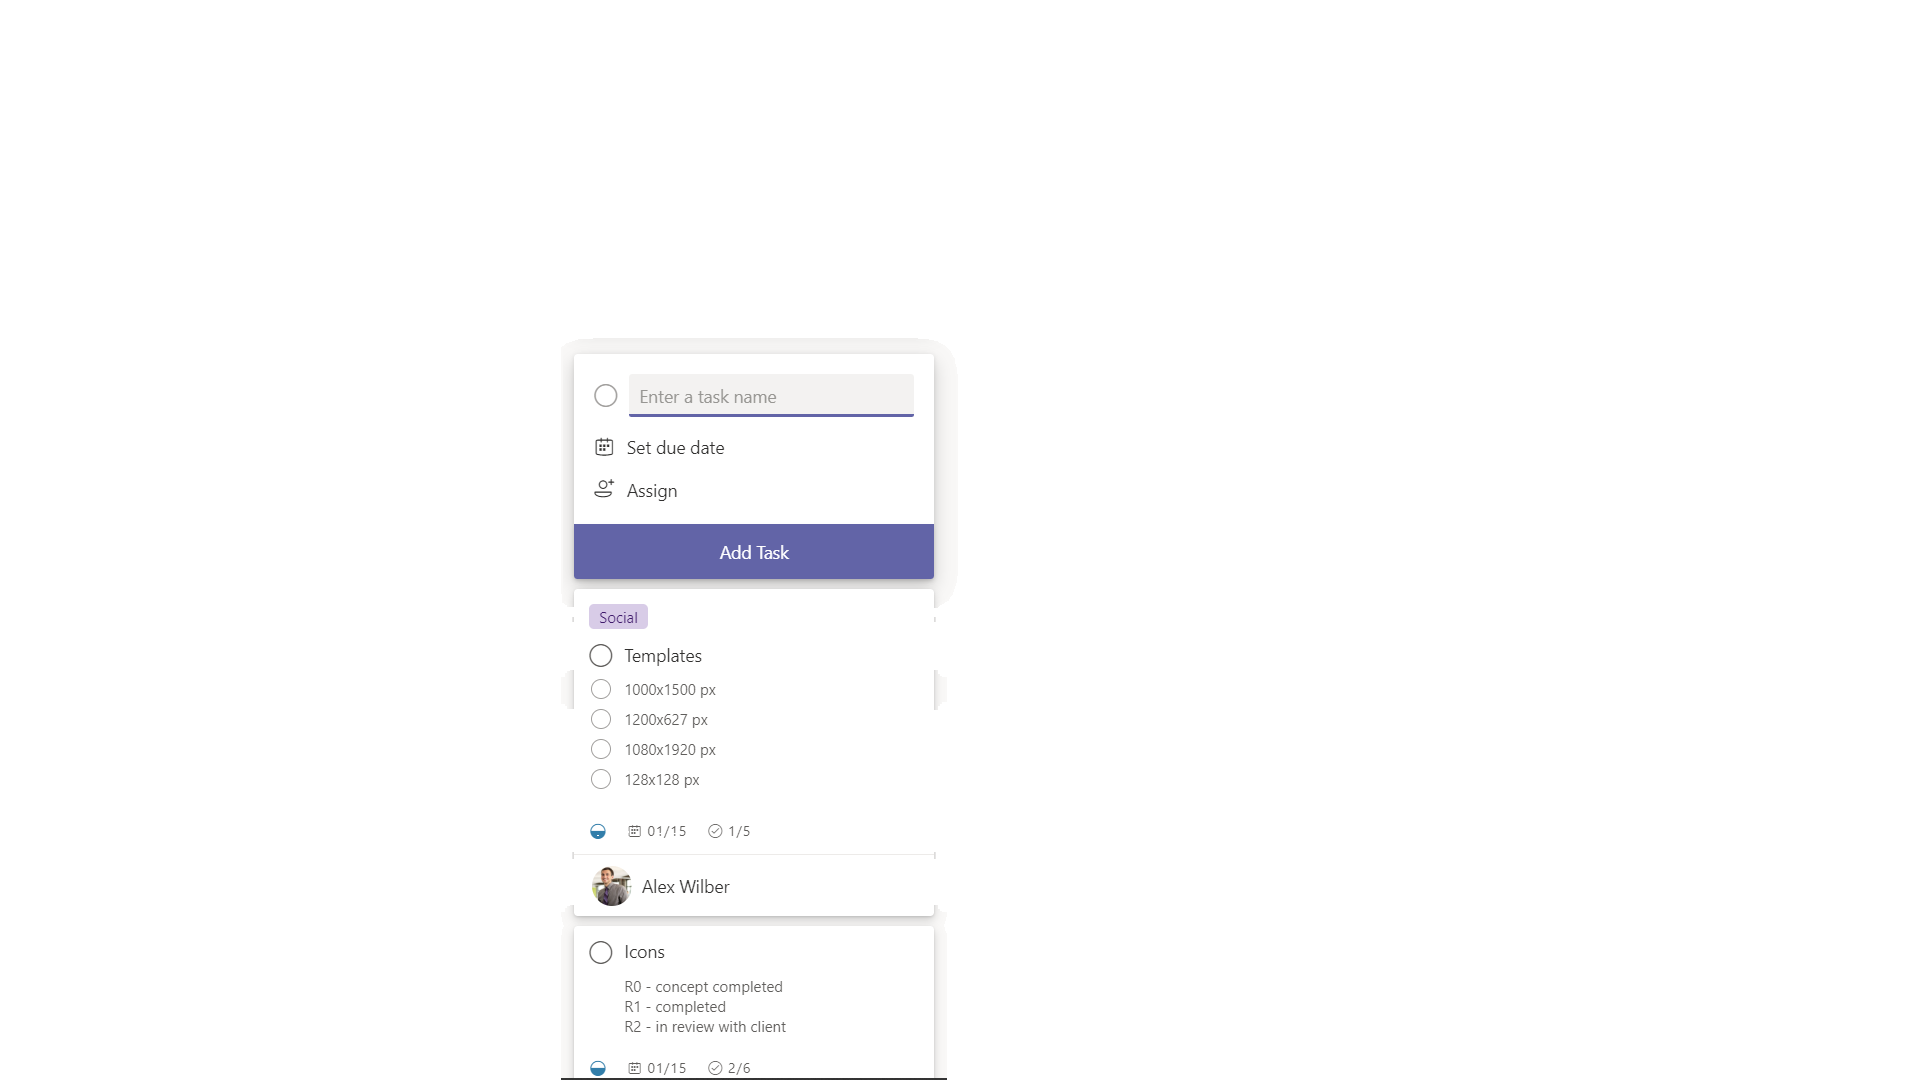 Enter a task name
Set due date
Assign
Add Task
Social
Templates
1000x1500 px
1200x627 px
1080x1920 px
128x128 px
01/15 1/5
Alex Wilber
Icons
R0 - concept completed
R1 - completed
R2 - in review with client
01/15 2/6